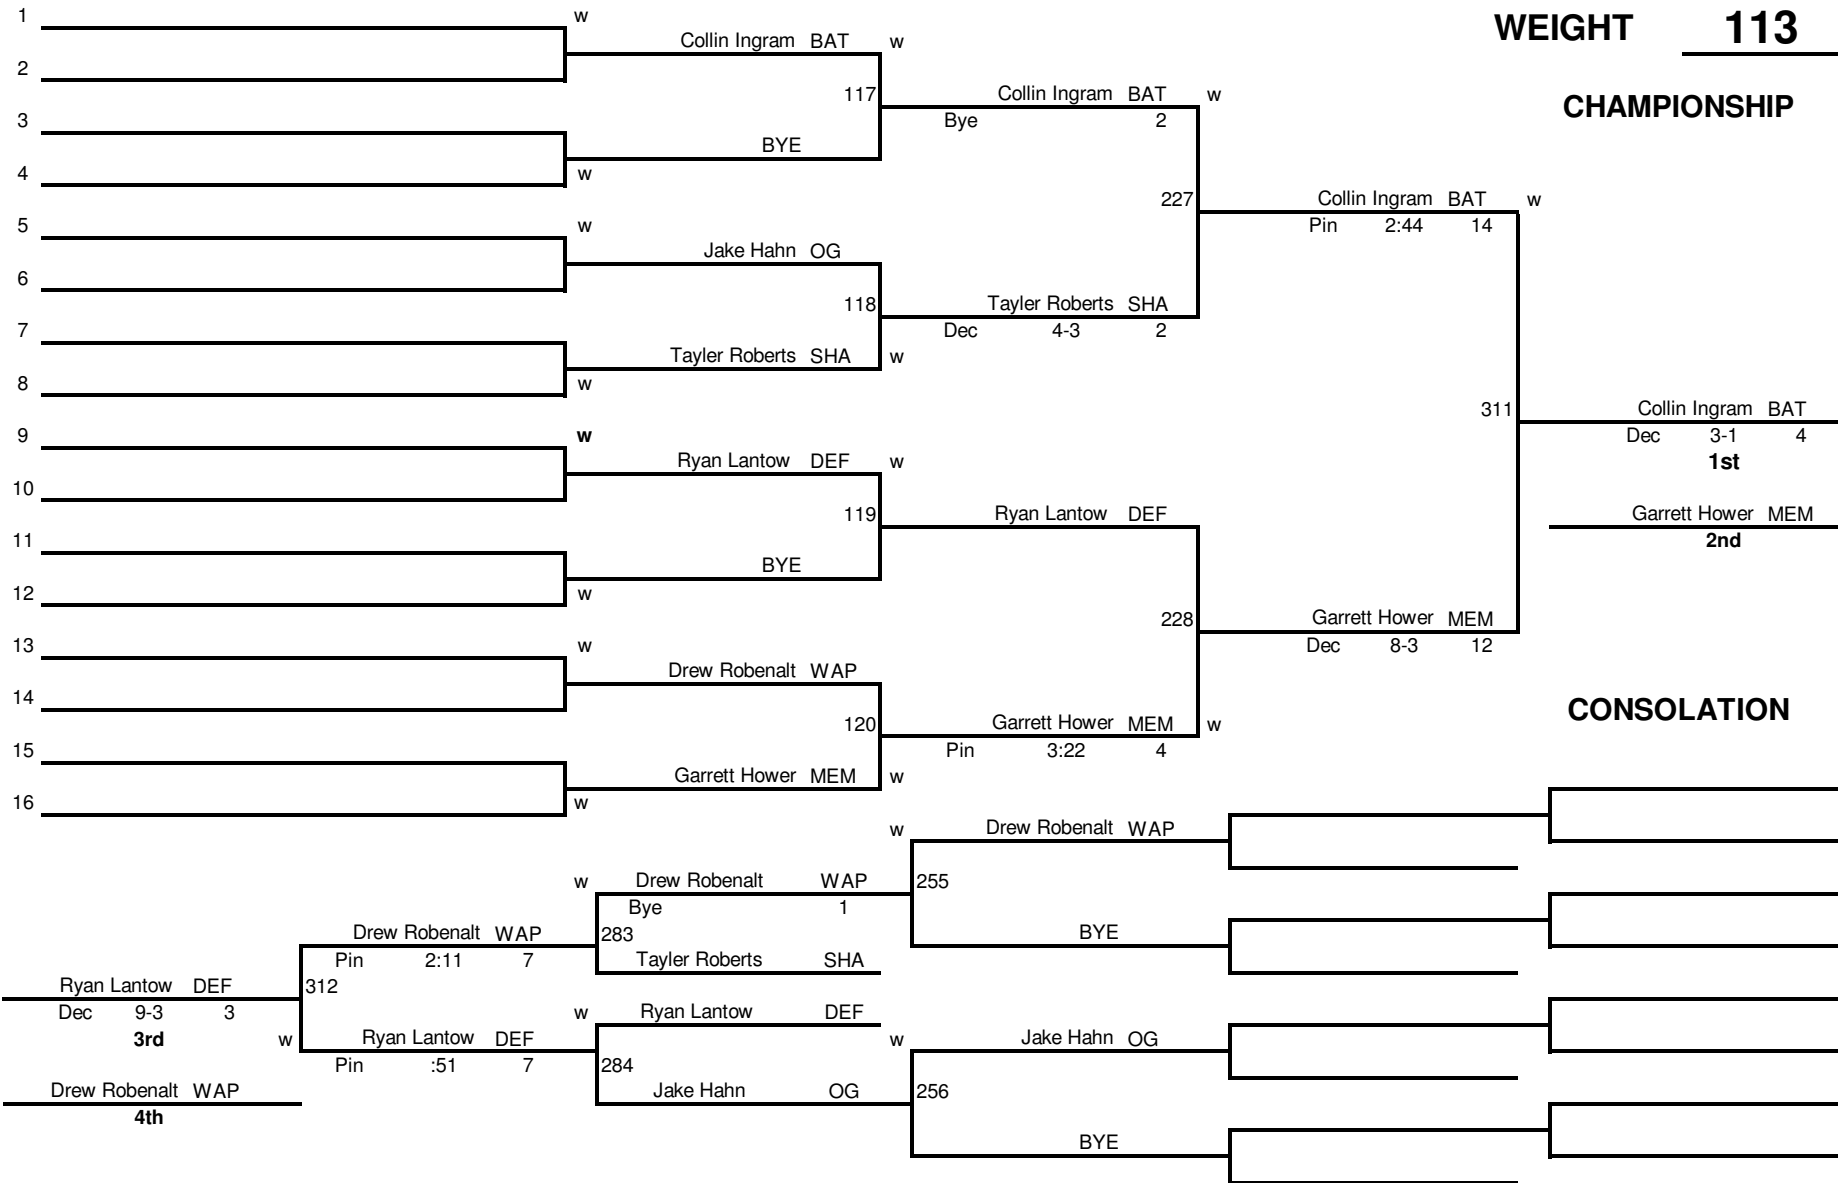 1 w
Collin Ingram BAT w
WEIGHT 113
2
117 Collin Ingram BAT w
CHAMPIONSHIP
3
Bye 2
BYE
4 w
227 Collin Ingram BAT w
5 w
Pin 2:44 14
Jake Hahn OG
6
118 Tayler Roberts SHA
7
Dec 4-3 2
Tayler Roberts SHA w
8 w
311 Collin Ingram BAT
9 w
Dec 3-1 4
Ryan Lantow DEF w
1st
10
119 Ryan Lantow DEF
Garrett Hower MEM
11
2nd
BYE
12 w
228 Garrett Hower MEM
13 w
Dec 8-3 12
Drew Robenalt WAP
14
CONSOLATION
120 Garrett Hower MEM w
15
Pin 3:22 4
Garrett Hower MEM w
16 w
w Drew Robenalt WAP
w Drew Robenalt WAP 255
Bye 1
Drew Robenalt WAP 283 BYE
Pin 2:11 7 Tayler Roberts SHA
Ryan Lantow DEF 312
Dec 9-3 3 w Ryan Lantow DEF
3rd w Ryan Lantow DEF w Jake Hahn OG
Pin :51 7 284
Drew Robenalt WAP Jake Hahn OG 256
4th
BYE